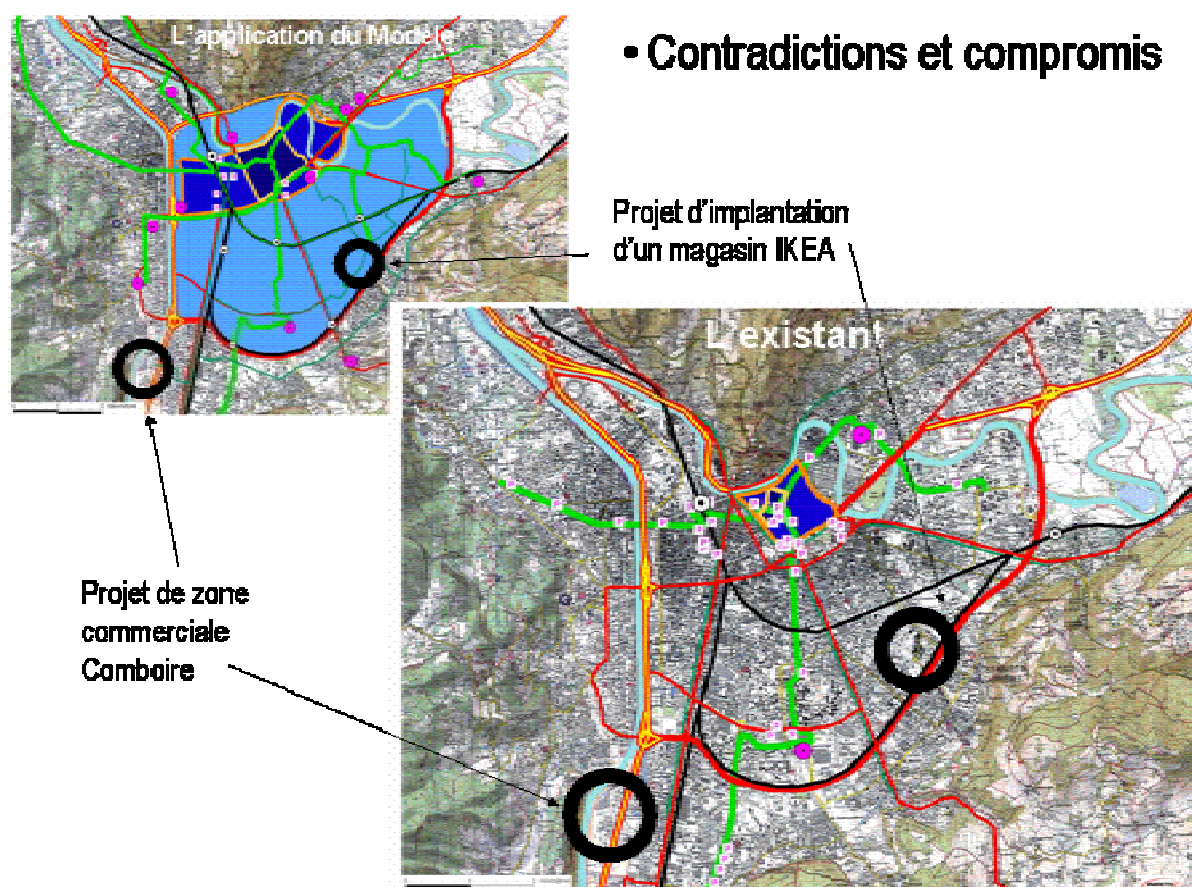 L'application du Modèle
• Contradictions et compromis
Projet d'implantation
d'un magasin IKEA
L'existant
Projet de zone
commerciale
Comboire